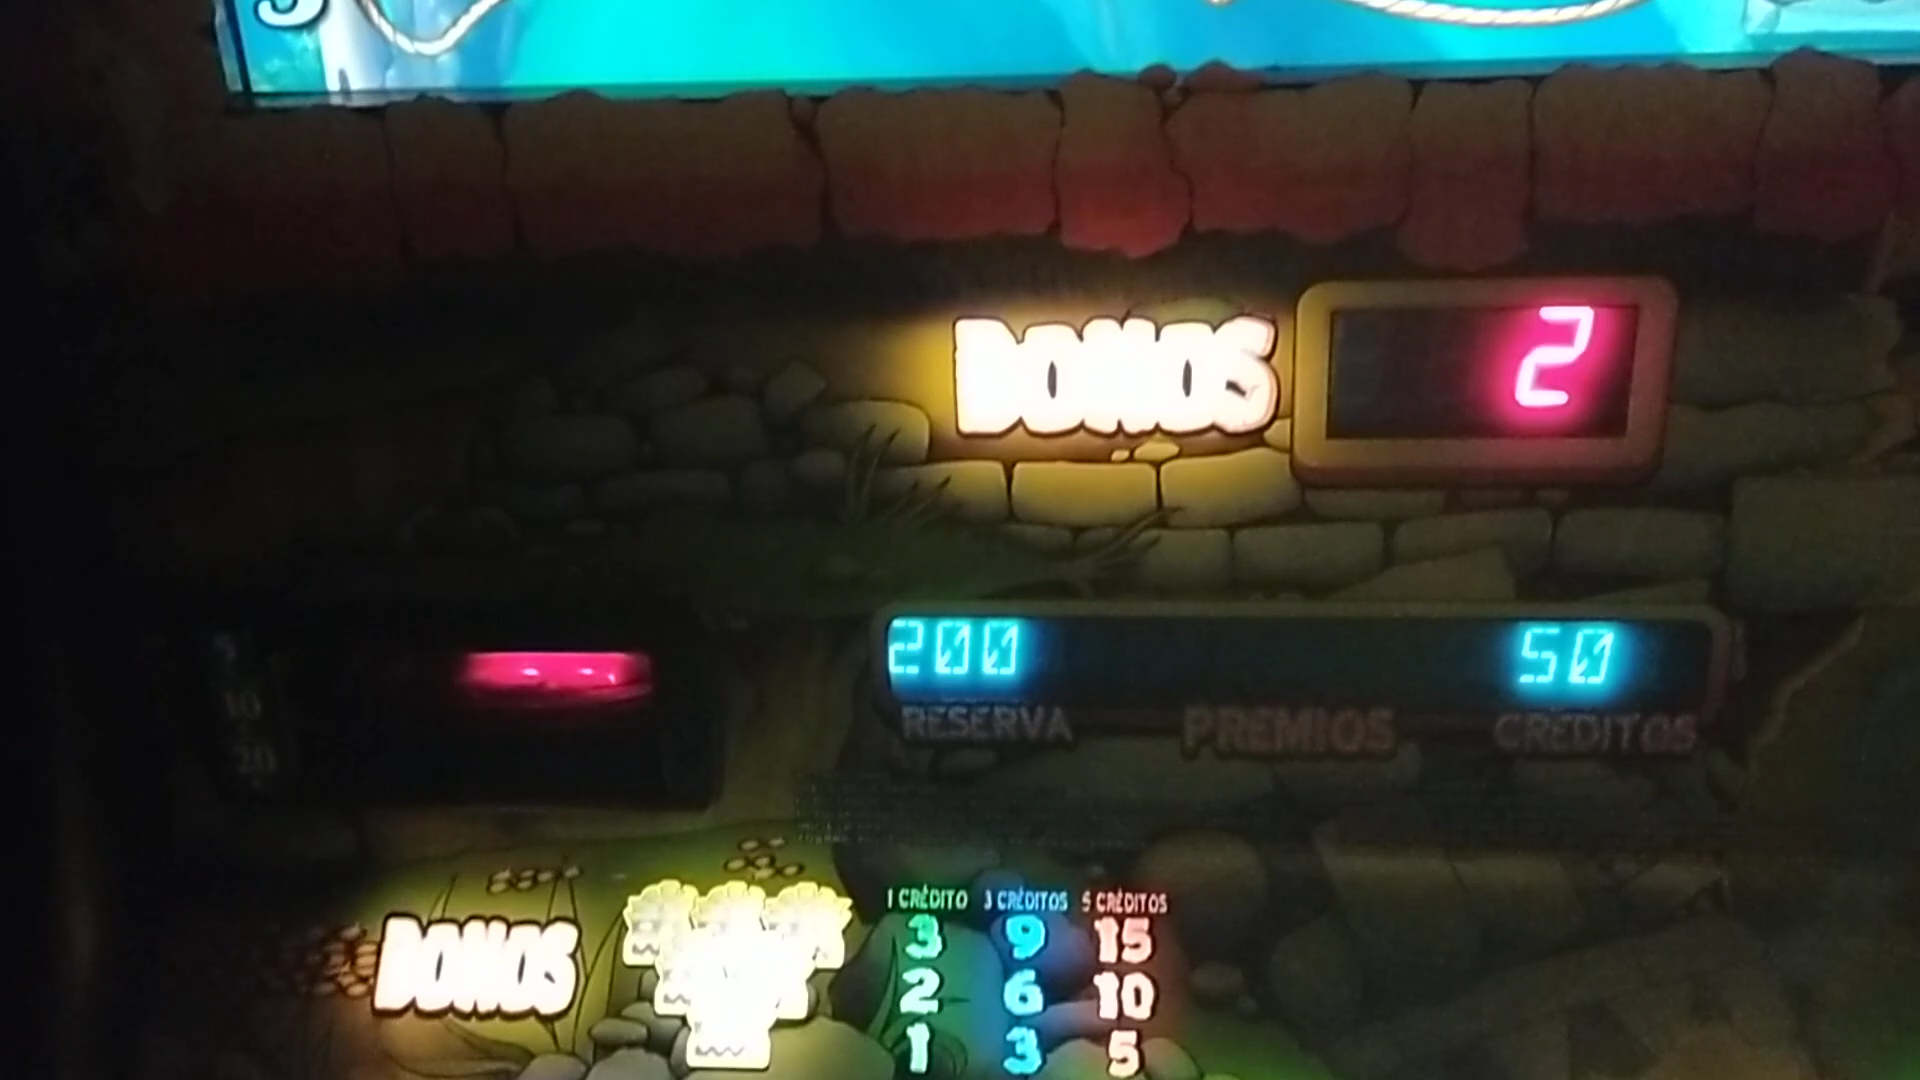 BONOS 2
200 50
RESERVA PREMIOS CRÉDITOS
10
20
BONOS
1 CRÉDITO 3 CRÉDITOS 5 CRÉDITOS
3 9 15
2 6 10
1 3 5